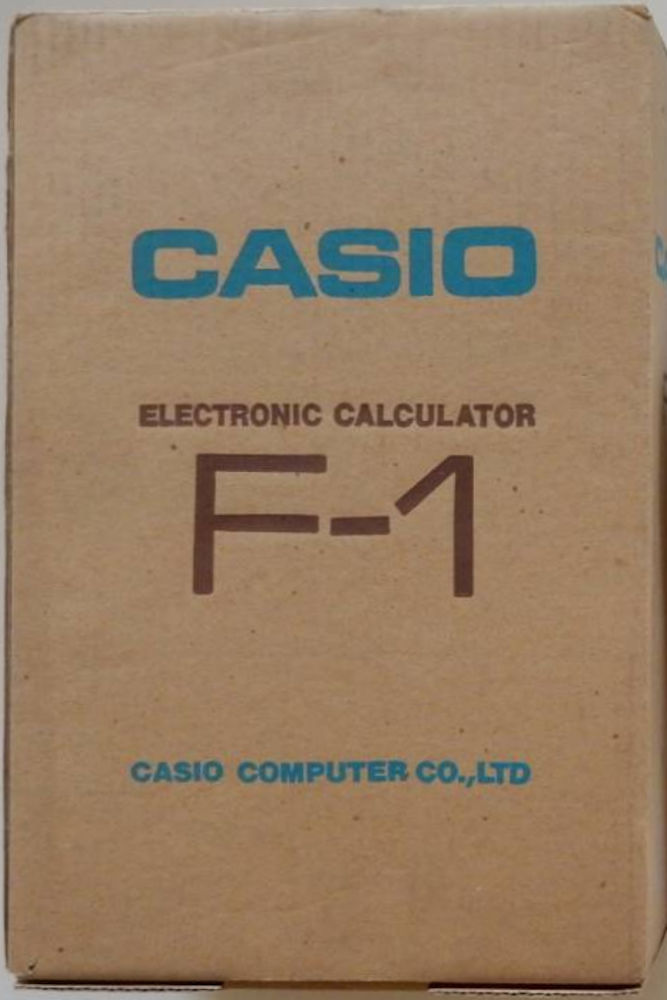 CASIO
ELECTRONIC CALCULATOR
F-1
CASIO COMPUTER CO.,LTD